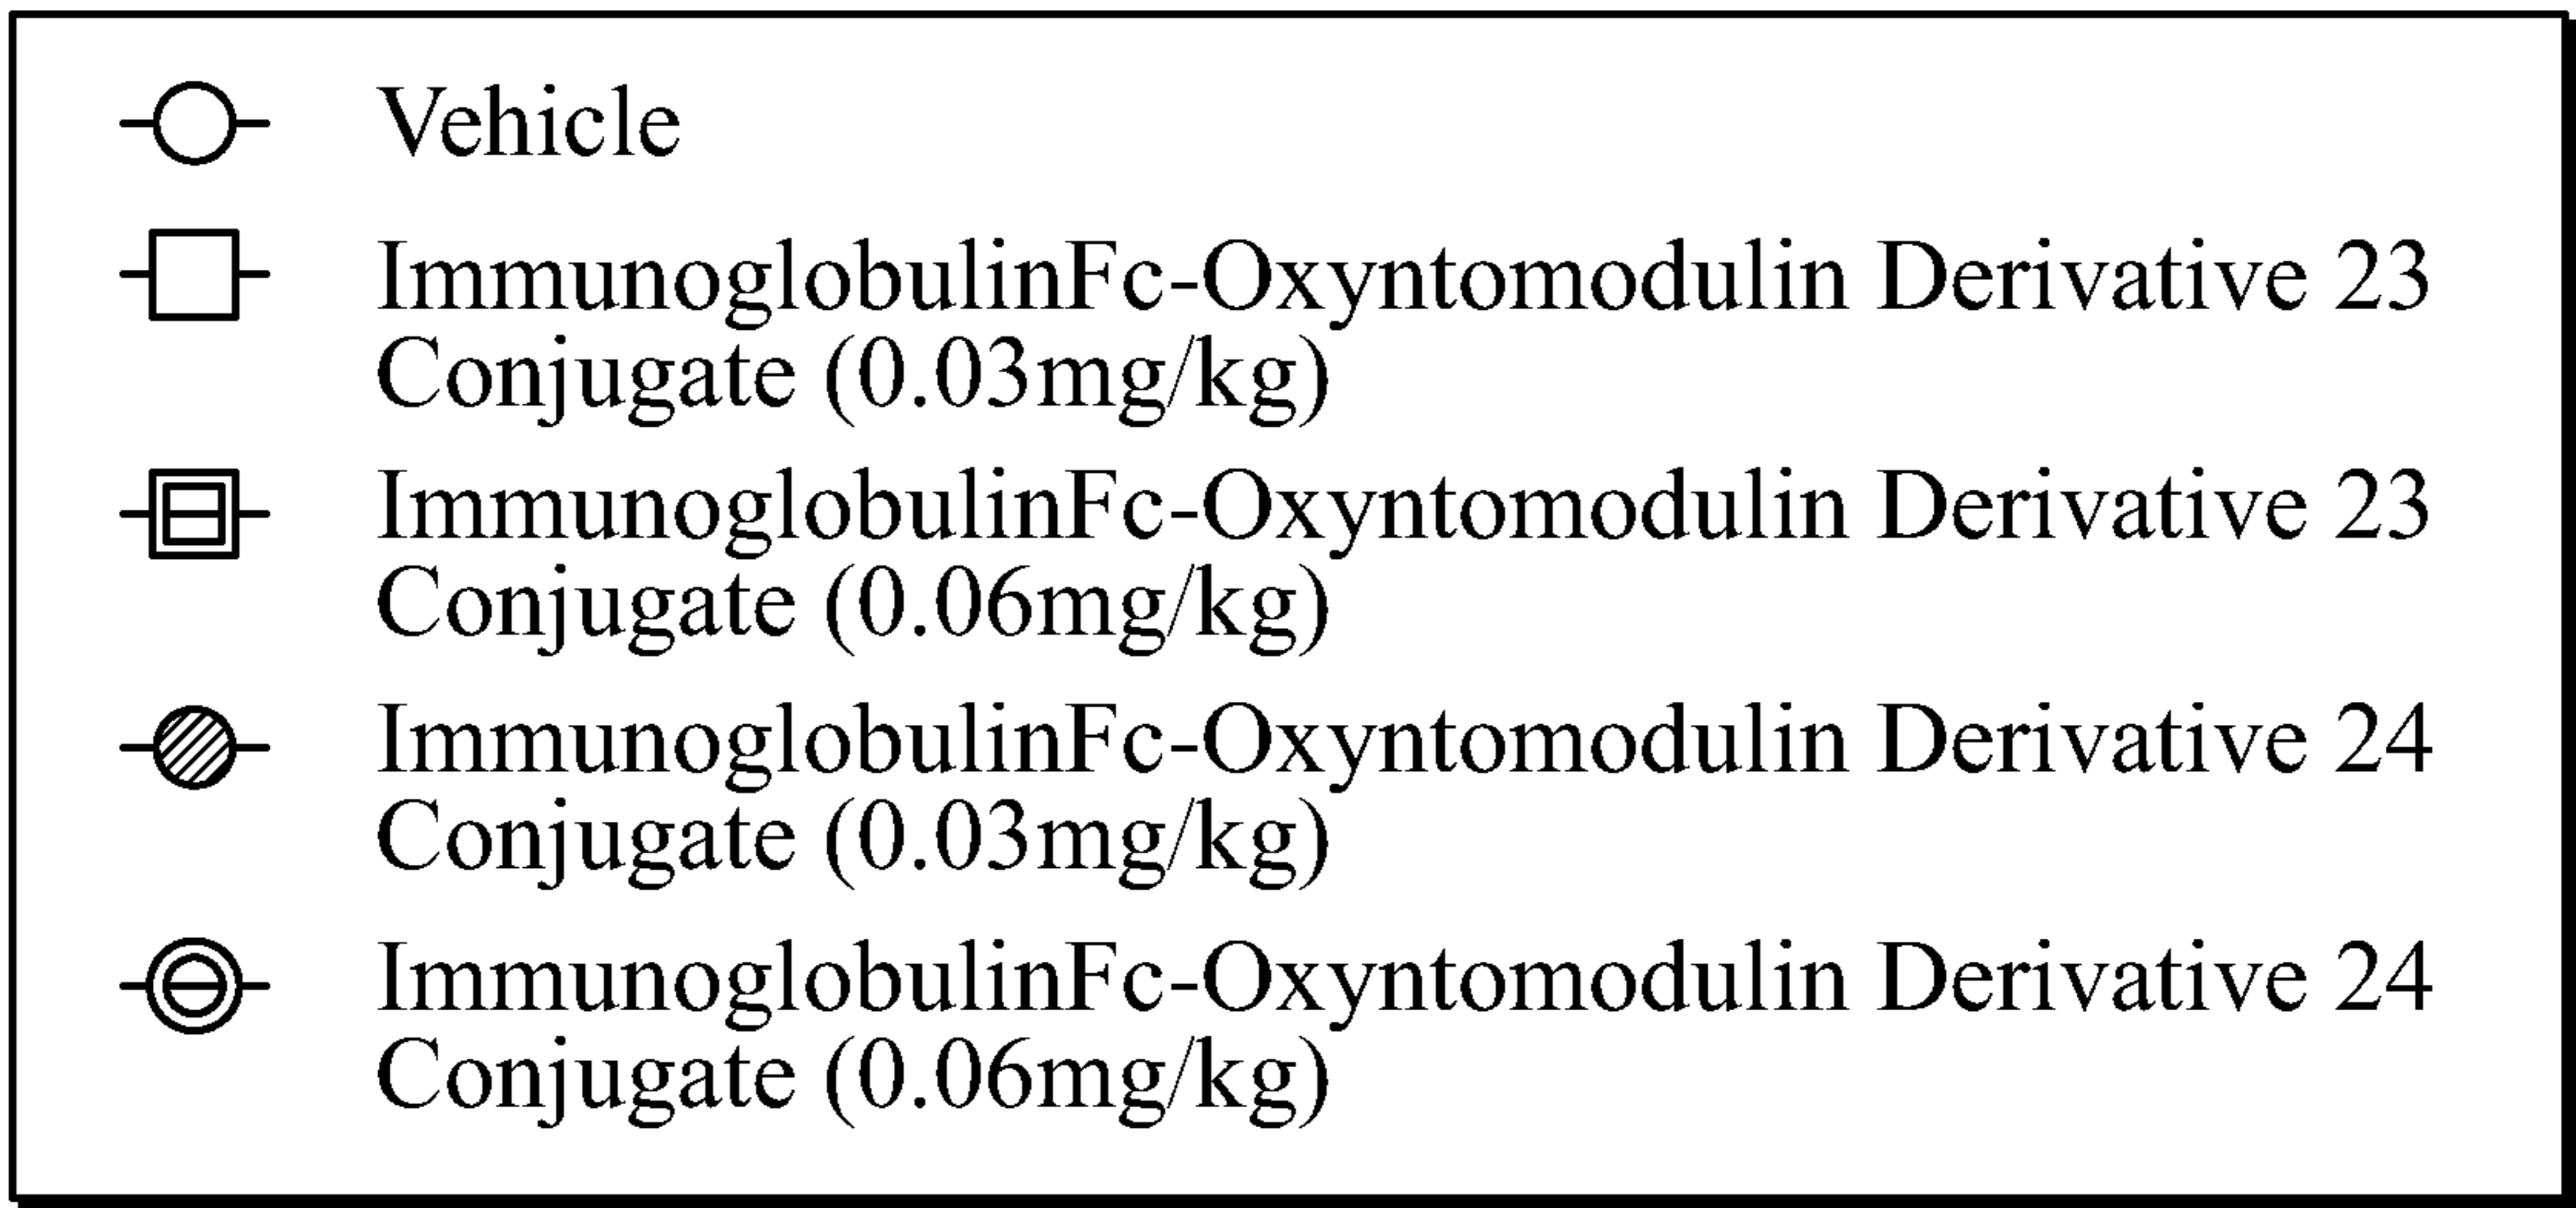 Vehicle
ImmunoglobulinFc-Oxyntomodulin Derivative 23
Conjugate (0.03mg/kg)
ImmunoglobulinFc-Oxyntomodulin Derivative 23
Conjugate (0.06mg/kg)
ImmunoglobulinFc-Oxyntomodulin Derivative 24
Conjugate (0.03mg/kg)
ImmunoglobulinFc-Oxyntomodulin Derivative 24
Conjugate (0.06mg/kg)